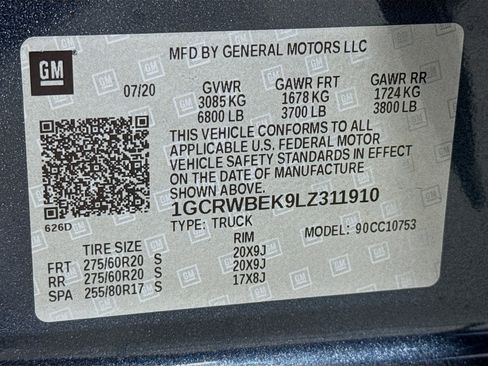 GM
MFD BY GENERAL MOTORS LLC
07/20 GVWR GAWR FRT GAWR RR
3085 KG 1678 KG 1724 KG
6800 LB 3700 LB 3800 LB
THIS VEHICLE CONFORMS TO ALL
APPLICABLE U.S. FEDERAL MOTOR
VEHICLE SAFETY STANDARDS IN EFFECT
ON THE DATE OF MANUFACTURE
SHOWN ABOVE.
1GCRWBEK9LZ311910
626D TYPE: TRUCK MODEL: 90CC10753
TIRE SIZE RIM
FRT 275/60R20 S 20X9J
RR 275/60R20 S 20X9J
SPA 255/80R17 S 17X8J